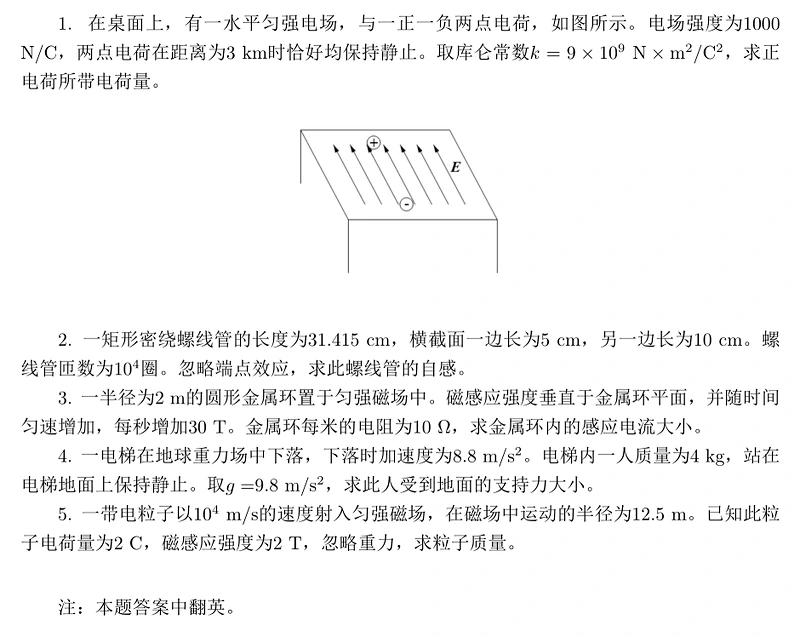 1. 在桌面上，有一水平匀强电场，与一正一负两点电荷，如图所示。电场强度为1000
N/C，两点电荷在距离为3 km时恰好均保持静止。取库仑常数k = 9 × 10⁹ N × m²/C²，求正
电荷所带电荷量。
+
E
-
2. 一矩形密绕螺线管的长度为31.415 cm，横截面一边长为5 cm，另一边长为10 cm。螺
线管匝数为10⁴圈。忽略端点效应，求此螺线管的自感。
3. 一半径为2 m的圆形金属环置于匀强磁场中。磁感应强度垂直于金属环平面，并随时间
匀速增加，每秒增加30 T。金属环每米的电阻为10 Ω，求金属环内的感应电流大小。
4. 一电梯在地球重力场中下落，下落时加速度为8.8 m/s²。电梯内一人质量为4 kg，站在
电梯地面上保持静止。取g =9.8 m/s²，求此人受到地面的支持力大小。
5. 一带电粒子以10⁴ m/s的速度射入匀强磁场，在磁场中运动的半径为12.5 m。已知此粒
子电荷量为2 C，磁感应强度为2 T，忽略重力，求粒子质量。
注：本题答案中翻英。